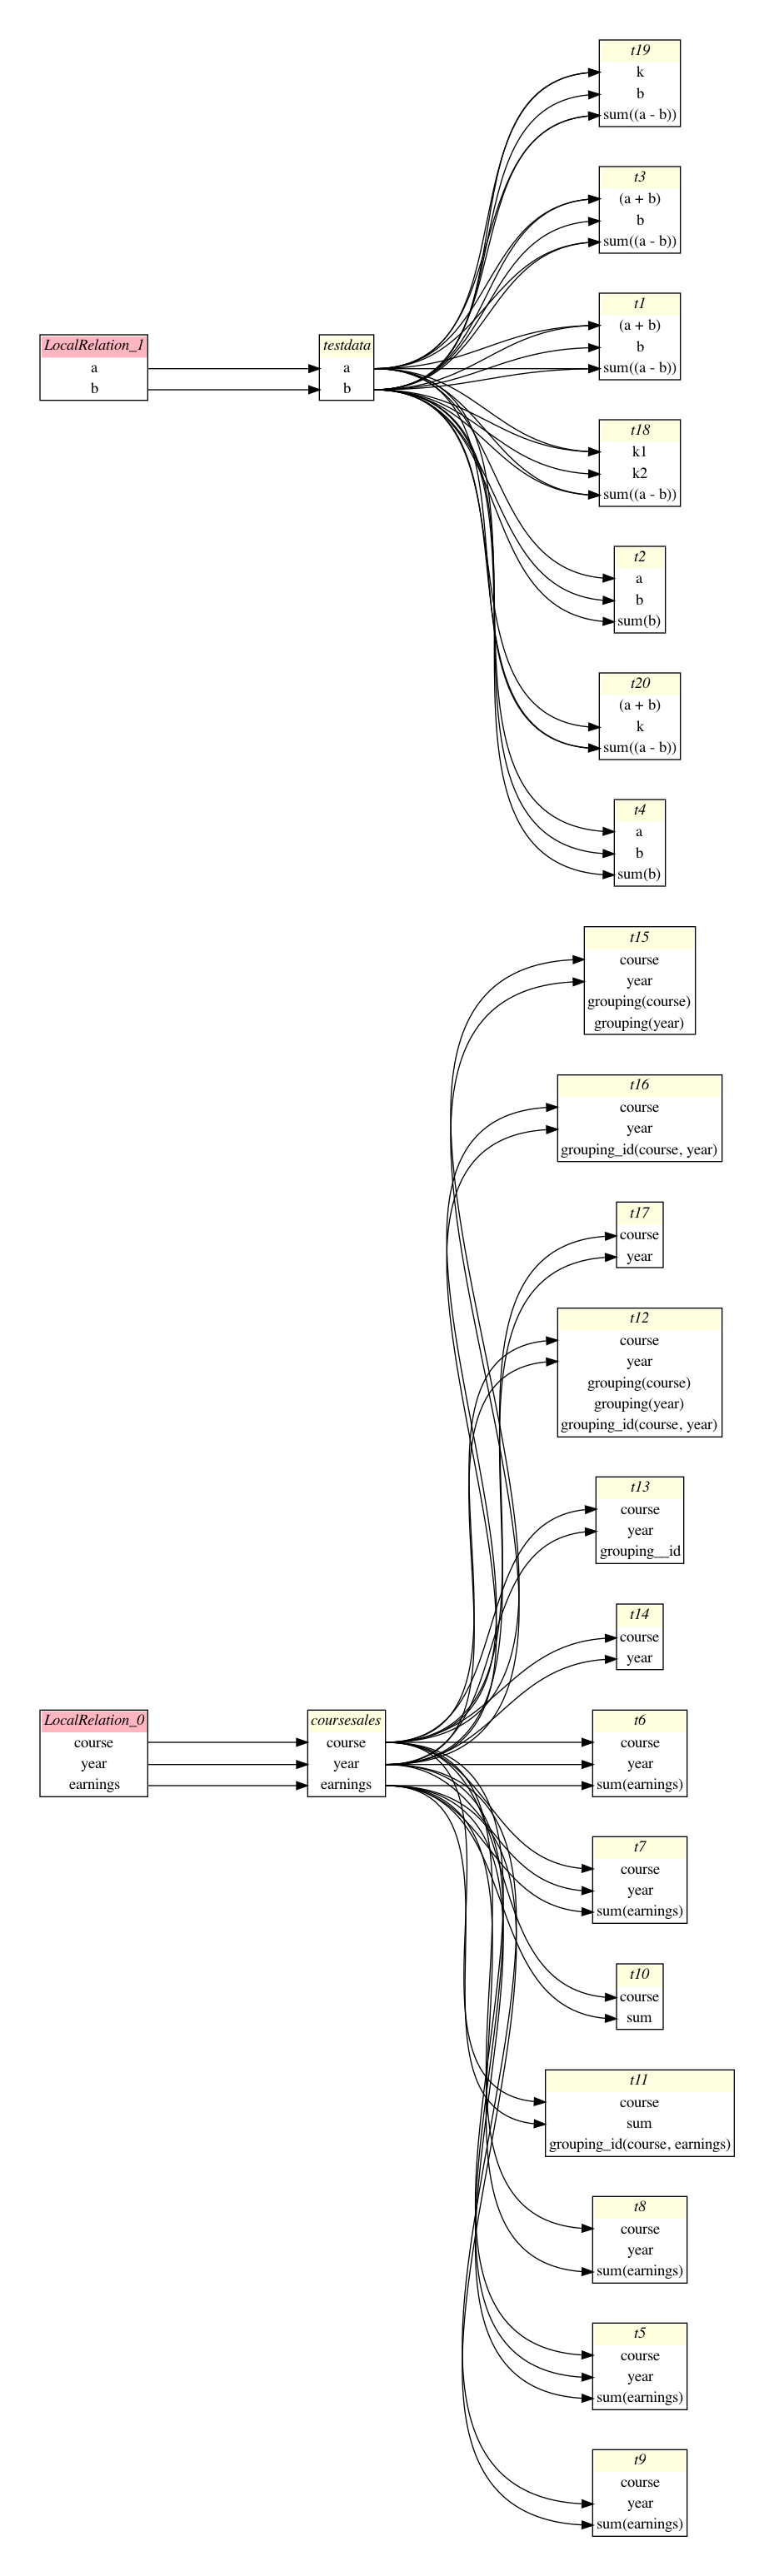 t19
k
b
sum((a - b))
t3
(a + b)
b
sum((a - b))
t1
(a + b)
b
sum((a - b))
LocalRelation_1
a
b
testdata
a
b
t18
k1
k2
sum((a - b))
t2
a
b
sum(b)
t20
(a + b)
k
sum((a - b))
t4
a
b
sum(b)
t15
course
year
grouping(course)
grouping(year)
t16
course
year
grouping_id(course, year)
t17
course
year
t12
course
year
grouping(course)
grouping(year)
grouping_id(course, year)
t13
course
year
grouping__id
t14
course
year
LocalRelation_0
course
year
earnings
coursesales
course
year
earnings
t6
course
year
sum(earnings)
t7
course
year
sum(earnings)
t10
course
sum
t11
course
sum
grouping_id(course, earnings)
t8
course
year
sum(earnings)
t5
course
year
sum(earnings)
t9
course
year
sum(earnings)